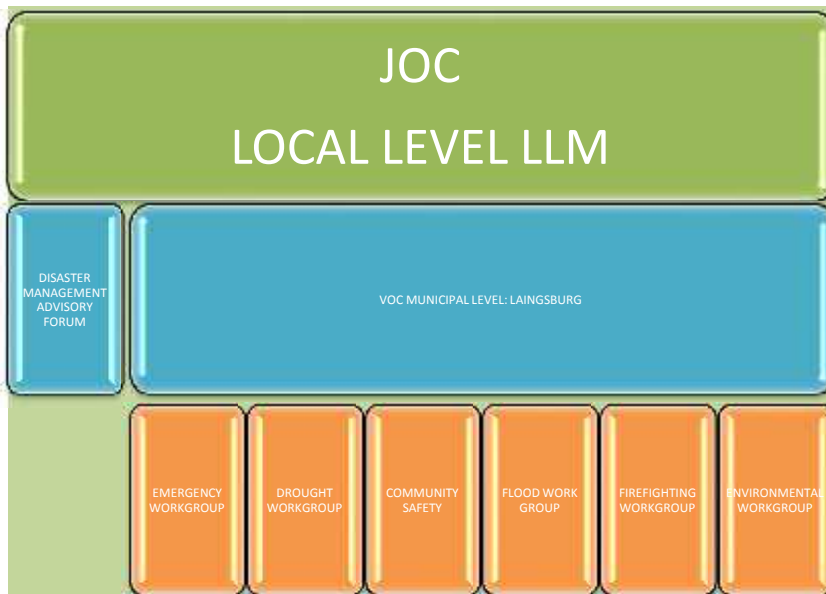 JOC
LOCAL LEVEL LLM
DISASTER
MANAGEMENT
ADVISORY
FORUM
VOC MUNICIPAL LEVEL: LAINGSBURG
EMERGENCY
WORKGROUP
DROUGHT
WORKGROUP
COMMUNITY
SAFETY
FLOOD WORK
GROUP
FIREFIGHTING
WORKGROUP
ENVIRONMENTAL
WORKGROUP